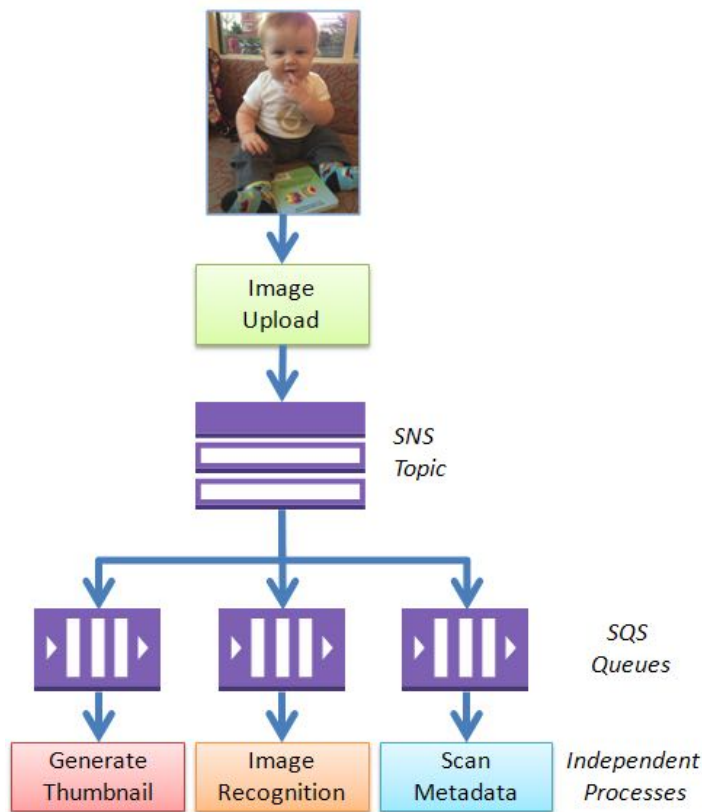 Image
Upload
SNS
Topic
SQS
Queues
Generate
Thumbnail
Image
Recognition
Scan
Metadata
Independent
Processes